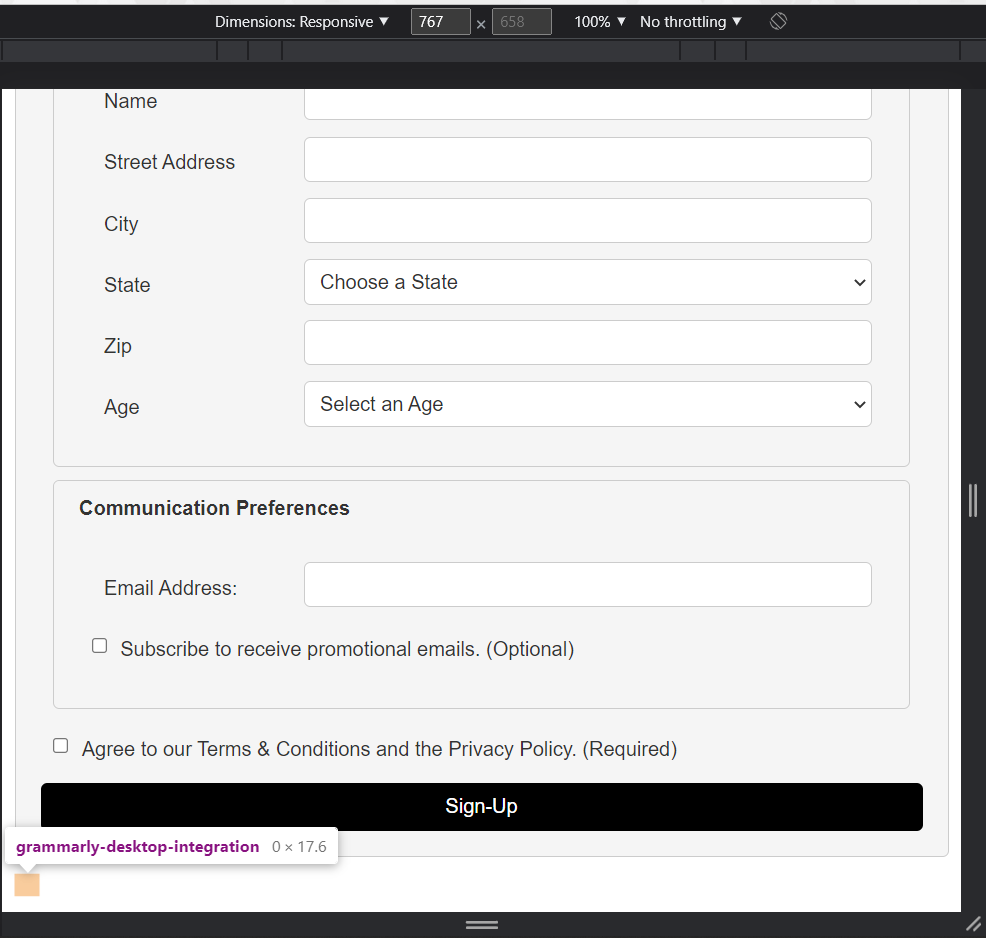 Dimensions: Responsive ▼ 767 × 658 100% ▼ No throttling ▼
Name
Street Address
City
State Choose a State
Zip
Age Select an Age
Communication Preferences
Email Address:
Subscribe to receive promotional emails. (Optional)
Agree to our Terms & Conditions and the Privacy Policy. (Required)
Sign-Up
grammarly-desktop-integration 0 × 17.6